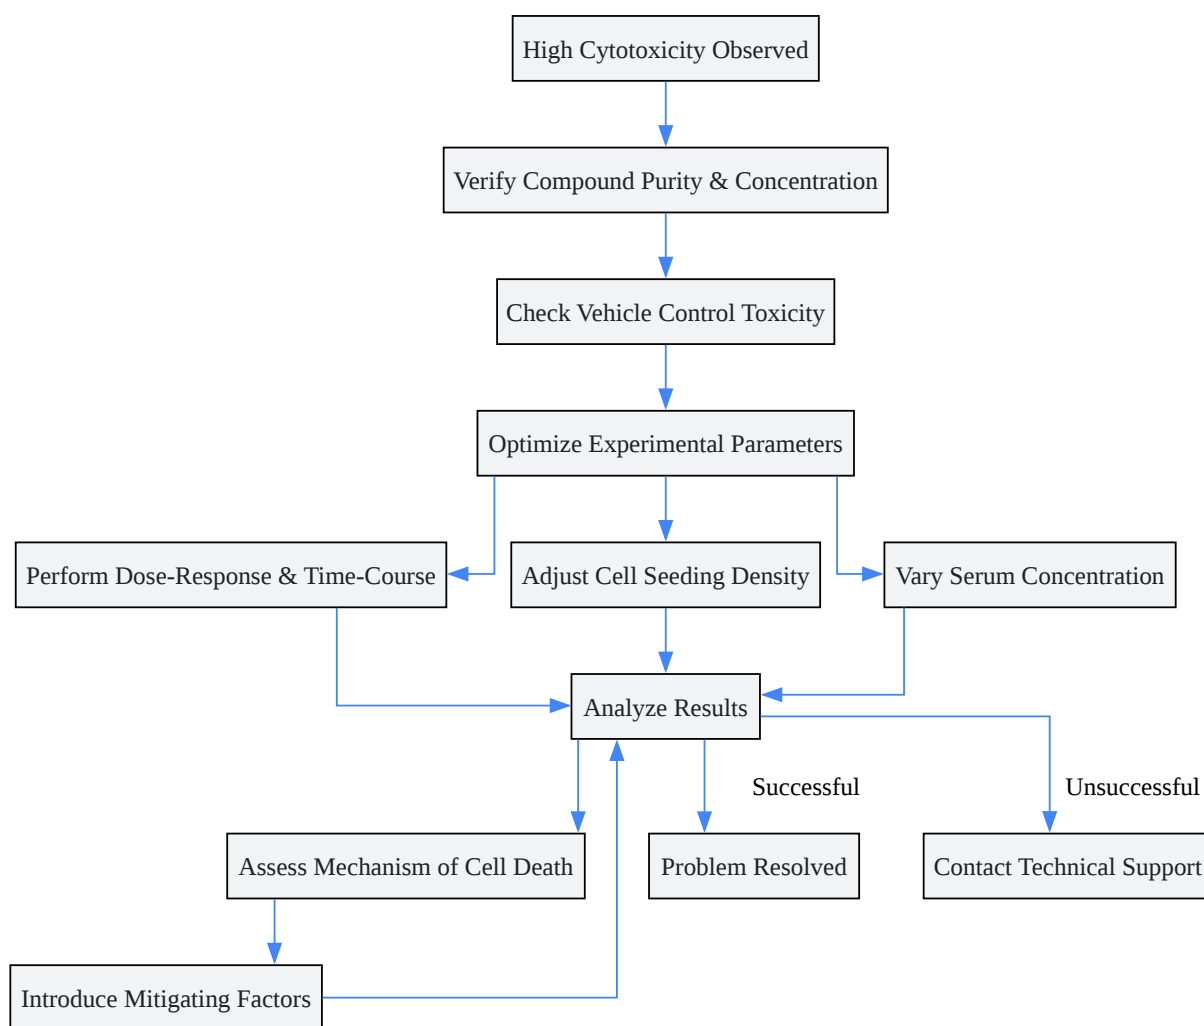 High Cytotoxicity Observed
Verify Compound Purity & Concentration
Check Vehicle Control Toxicity
Optimize Experimental Parameters
Perform Dose-Response & Time-Course
Adjust Cell Seeding Density
Vary Serum Concentration
Analyze Results
Successful
Unsuccessful
Assess Mechanism of Cell Death
Problem Resolved
Contact Technical Support
Introduce Mitigating Factors